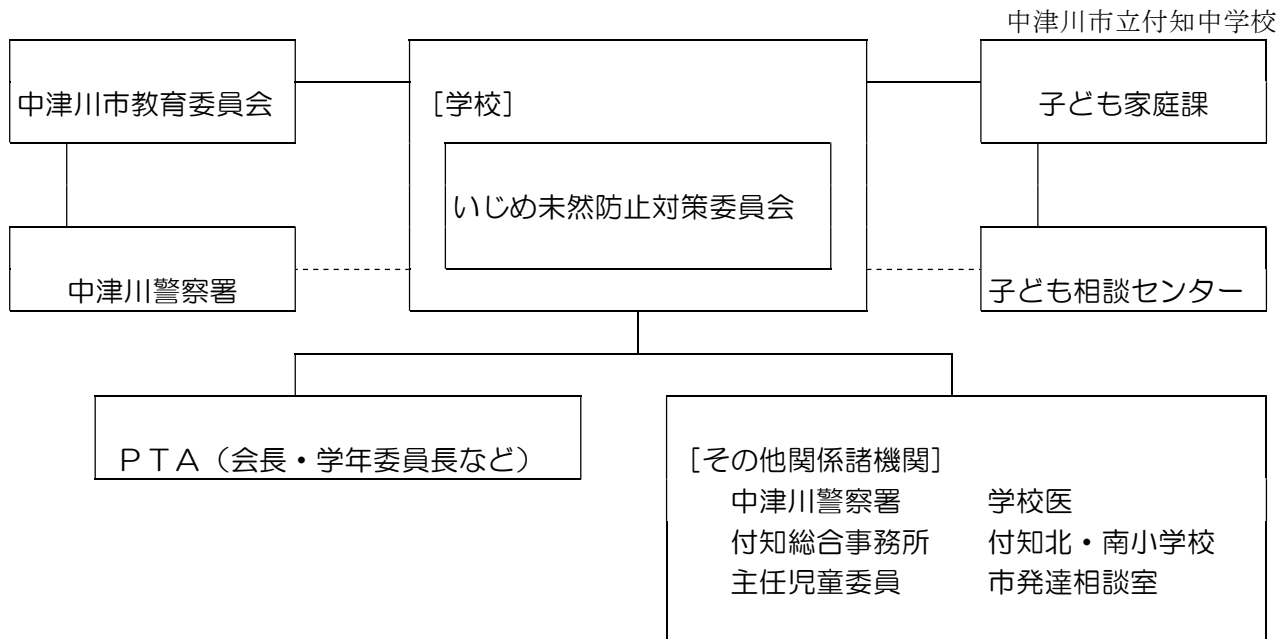 中津川市立付知中学校
中津川市教育委員会
[学校]
子ども家庭課
いじめ未然防止対策委員会
中津川警察署
子ども相談センター
ＰＴＡ（会長・学年委員長など）
[その他関係諸機関]
中津川警察署　　学校医
付知総合事務所　　付知北・南小学校
主任児童委員　　市発達相談室